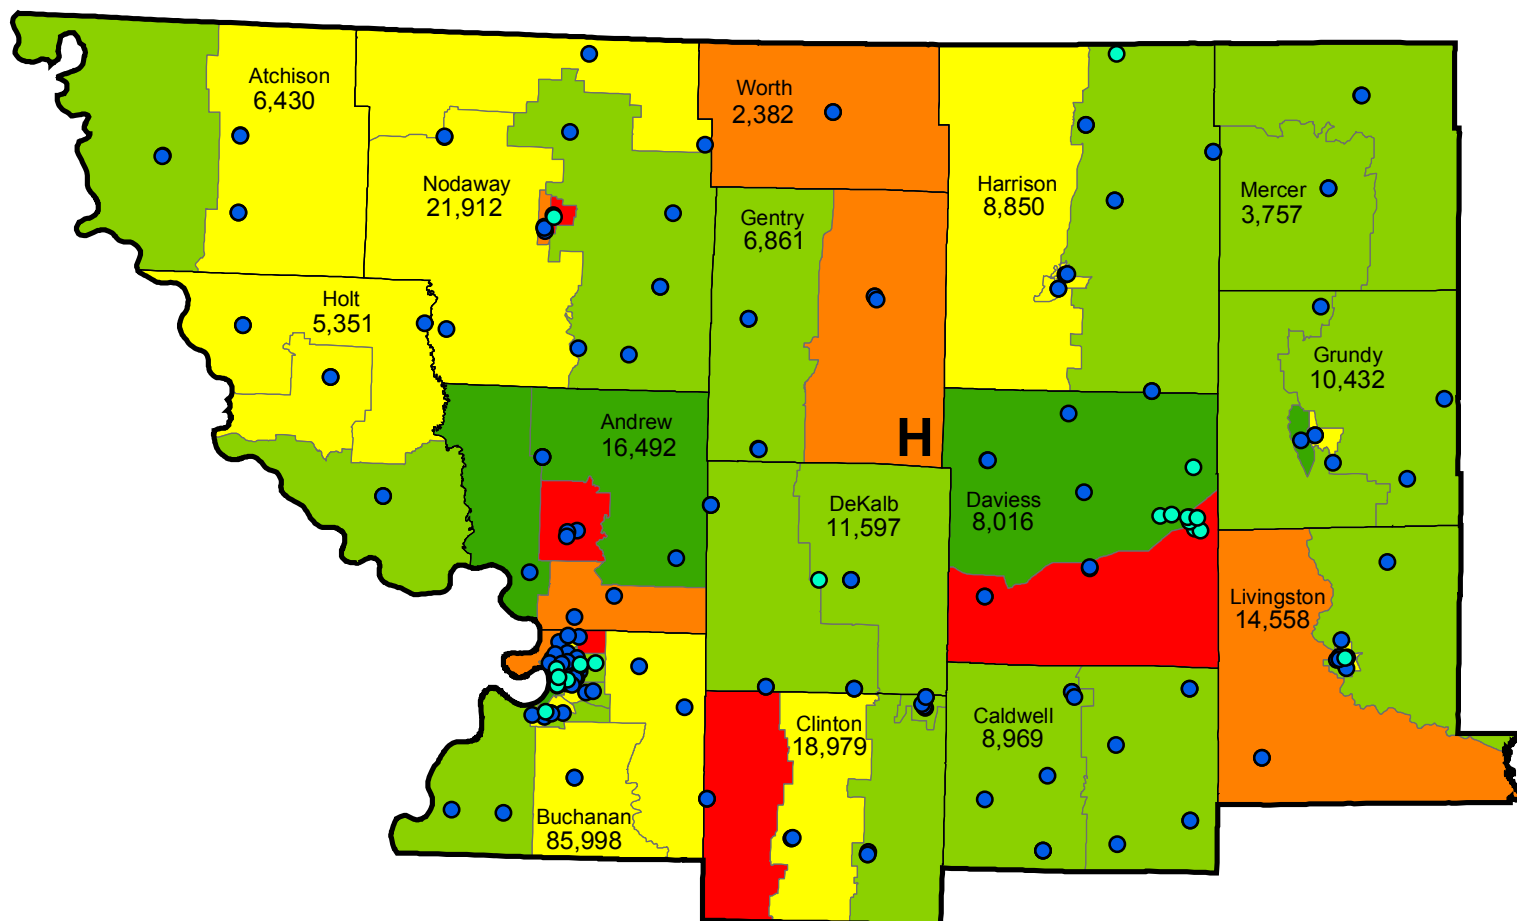 Atchison
6,430
Worth
2,382
Nodaway
21,912
Harrison
8,850
Mercer
3,757
Gentry
6,861
Holt
5,351
Grundy
10,432
Andrew
16,492
H
DeKalb
11,597
Daviess
8,016
Livingston
14,558
Clinton
18,979
Caldwell
8,969
Buchanan
85,998